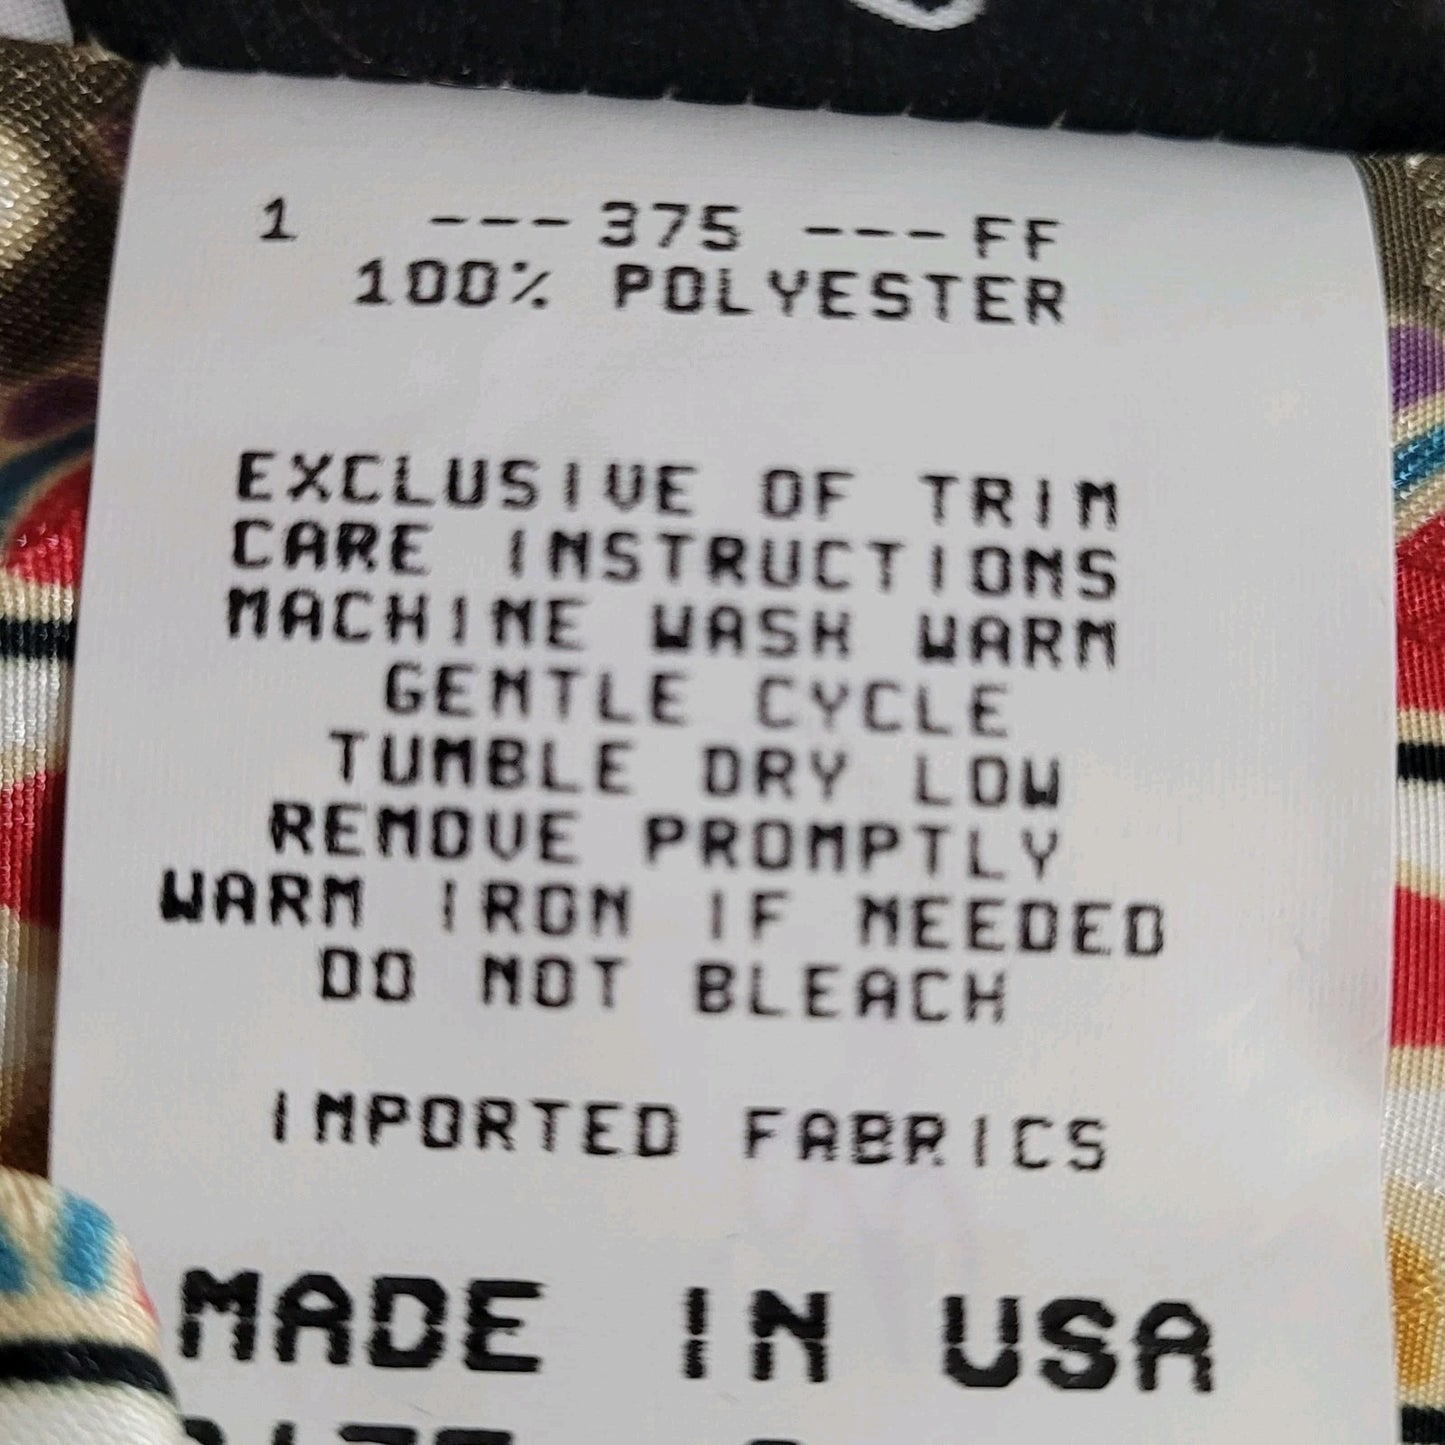 1 ---375 ---FF
100% POLYESTER
EXCLUSIVE OF TRIM
CARE INSTRUCTIONS
MACHINE WASH WARM
GENTLE CYCLE
TUMBLE DRY LOW
REMOVE PROMPTLY
WARM IRON IF NEEDED
DO NOT BLEACH
IMPORTED FABRICS
MADE IN USA
SIZE